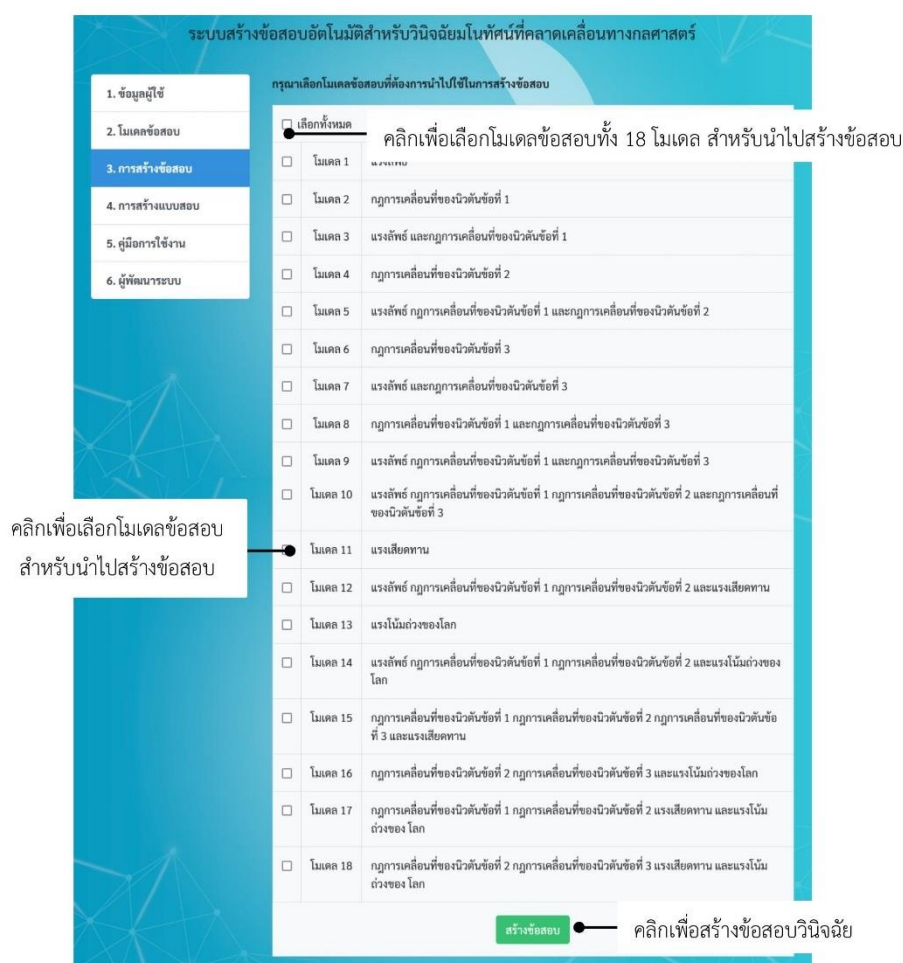 ระบบสร้างข้อสอบอัตโนมัติสำหรับวินิจฉัยมโนทัศน์ที่คลาดเคลื่อนทางกลศาสตร์
1. ข้อมูลผู้ใช้
2. โมเดลข้อสอบ
3. การสร้างข้อสอบ
4. การสร้างแบบสอบ
5. คู่มือการใช้งาน
6. ผู้พัฒนาระบบ
กรุณาเลือกโมเดลข้อสอบที่ต้องการนำไปใช้ในการสร้างข้อสอบ
เลือกทั้งหมด
คลิกเพื่อเลือกโมเดลข้อสอบทั้ง 18 โมเดล สำหรับนำไปสร้างข้อสอบ
โมเดล 1
โมเดล 2 กฎการเคลื่อนที่ของนิวตันข้อที่ 1
โมเดล 3 แรงลัพธ์ และกฎการเคลื่อนที่ของนิวตันข้อที่ 1
โมเดล 4 กฎการเคลื่อนที่ของนิวตันข้อที่ 2
โมเดล 5 แรงลัพธ์ กฎการเคลื่อนที่ของนิวตันข้อที่ 1 และกฎการเคลื่อนที่ของนิวตันข้อที่ 2
โมเดล 6 กฎการเคลื่อนที่ของนิวตันข้อที่ 3
โมเดล 7 แรงลัพธ์ และกฎการเคลื่อนที่ของนิวตันข้อที่ 3
โมเดล 8 กฎการเคลื่อนที่ของนิวตันข้อที่ 1 และกฎการเคลื่อนที่ของนิวตันข้อที่ 3
โมเดล 9 แรงลัพธ์ กฎการเคลื่อนที่ของนิวตันข้อที่ 1 และกฎการเคลื่อนที่ของนิวตันข้อที่ 3
โมเดล 10 แรงลัพธ์ กฎการเคลื่อนที่ของนิวตันข้อที่ 1 กฎการเคลื่อนที่ของนิวตันข้อที่ 2 และกฎการเคลื่อนที่
ของนิวตันข้อที่ 3
คลิกเพื่อเลือกโมเดลข้อสอบ
สำหรับนำไปสร้างข้อสอบ
โมเดล 11 แรงเสียดทาน
โมเดล 12 แรงลัพธ์ กฎการเคลื่อนที่ของนิวตันข้อที่ 1 กฎการเคลื่อนที่ของนิวตันข้อที่ 2 และแรงเสียดทาน
โมเดล 13 แรงโน้มถ่วงของโลก
โมเดล 14 แรงลัพธ์ กฎการเคลื่อนที่ของนิวตันข้อที่ 1 กฎการเคลื่อนที่ของนิวตันข้อที่ 2 และแรงโน้มถ่วงของ
โลก
โมเดล 15 กฎการเคลื่อนที่ของนิวตันข้อที่ 1 กฎการเคลื่อนที่ของนิวตันข้อที่ 2 กฎการเคลื่อนที่ของนิวตันข้อ
ที่ 3 และแรงเสียดทาน
โมเดล 16 กฎการเคลื่อนที่ของนิวตันข้อที่ 2 กฎการเคลื่อนที่ของนิวตันข้อที่ 3 และแรงโน้มถ่วงของโลก
โมเดล 17 กฎการเคลื่อนที่ของนิวตันข้อที่ 1 กฎการเคลื่อนที่ของนิวตันข้อที่ 2 แรงเสียดทาน และแรงโน้ม
ถ่วงของ โลก
โมเดล 18 กฎการเคลื่อนที่ของนิวตันข้อที่ 2 กฎการเคลื่อนที่ของนิวตันข้อที่ 3 แรงเสียดทาน และแรงโน้ม
ถ่วงของ โลก
สร้างข้อสอบ
คลิกเพื่อสร้างข้อสอบวินิจฉัย